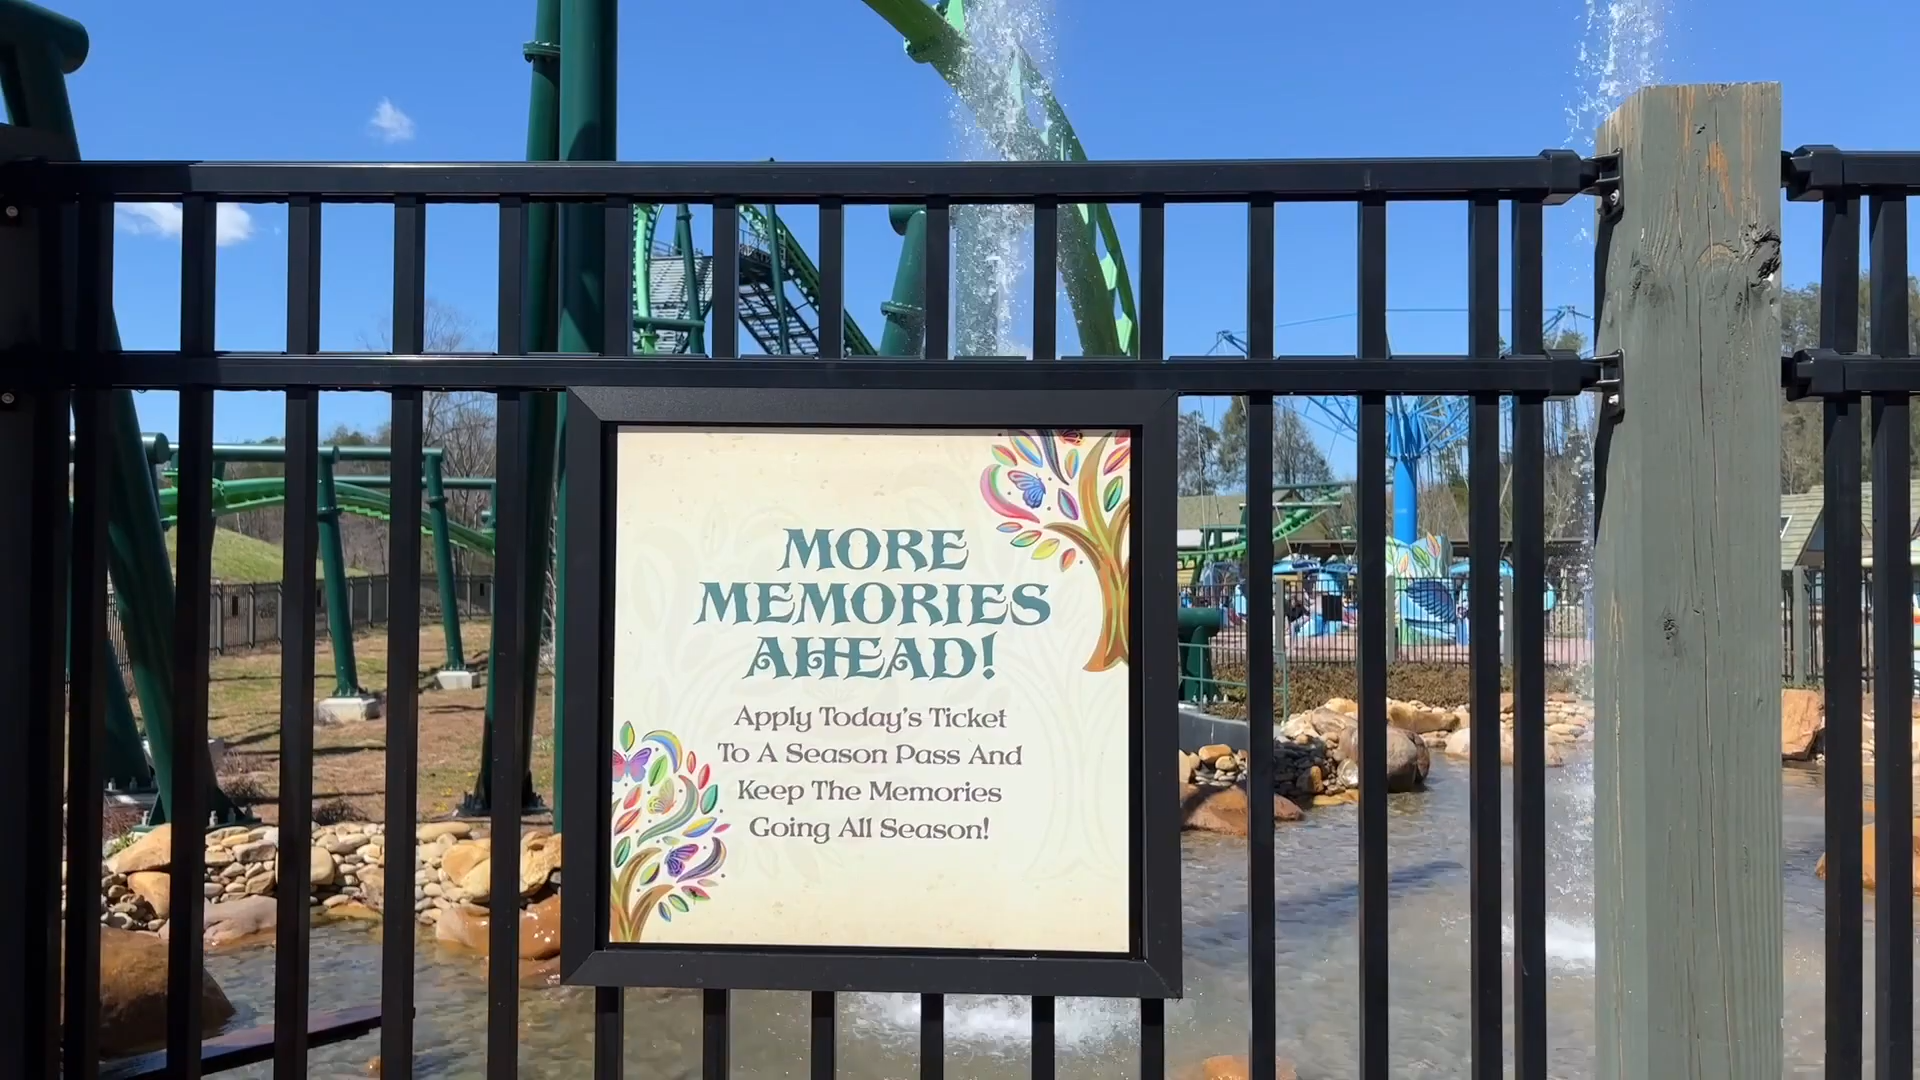 MORE
MEMORIES
AHEAD!
Apply Today's Ticket
To A Season Pass And
Keep The Memories
Going All Season!